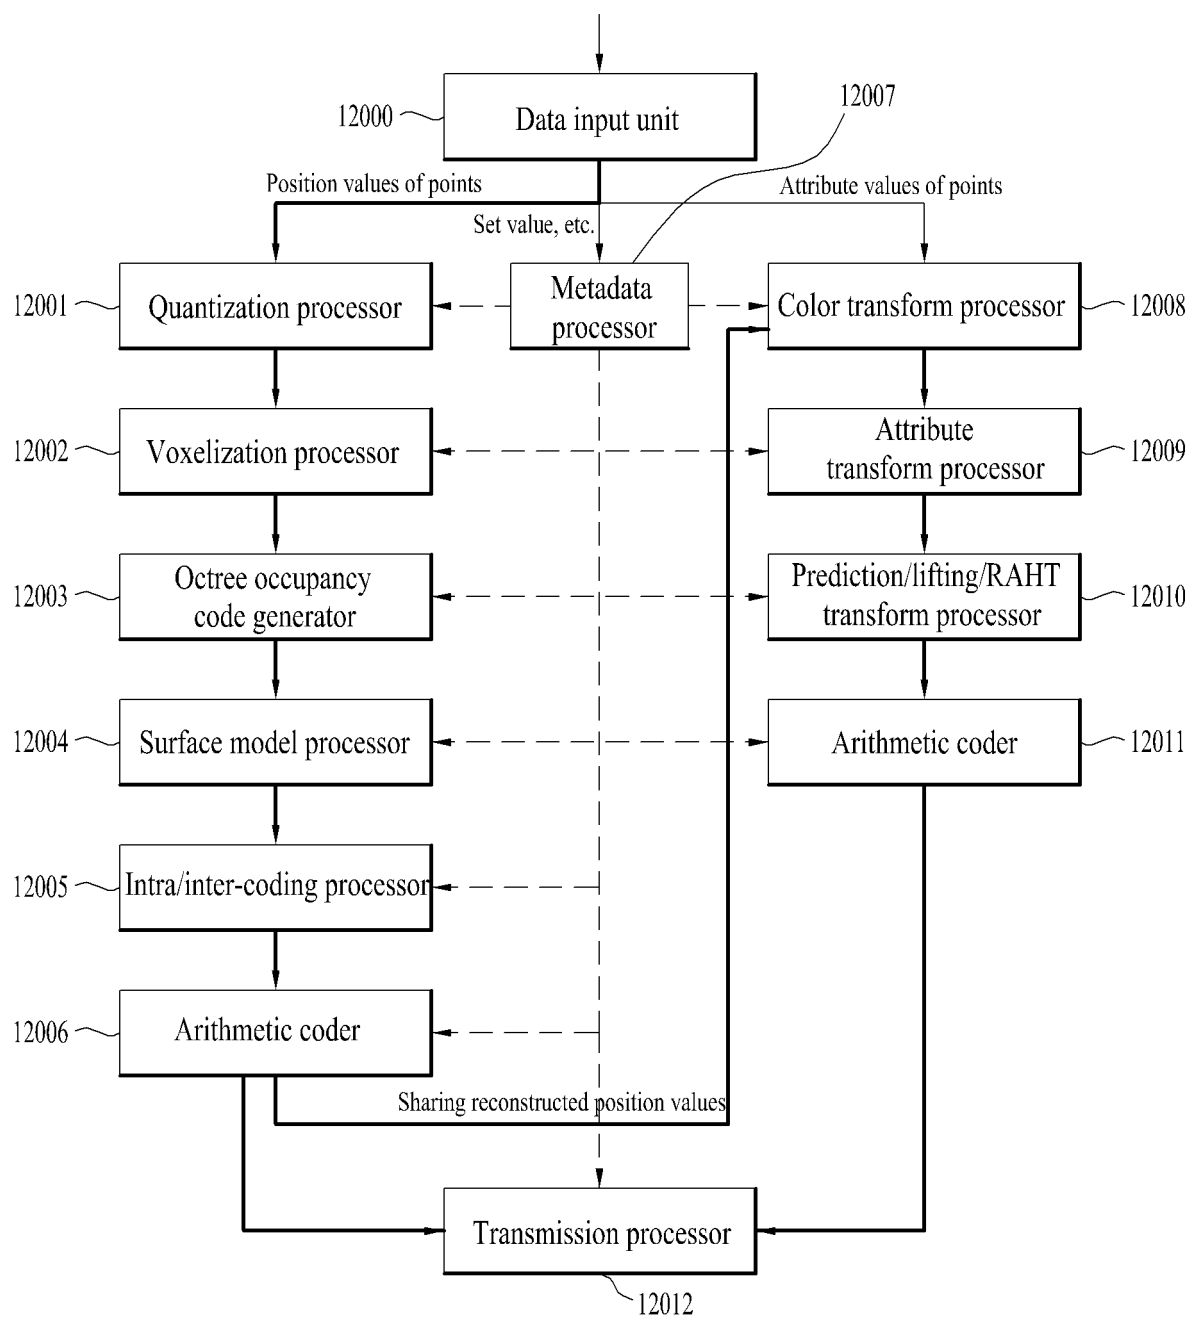 12000
Data input unit
12007
Position values of points
Set value, etc.
Attribute values of points
12001
Quantization processor
Metadata
processor
Color transform processor
12008
12002
Voxelization processor
Attribute
transform processor
12009
12003
Octree occupancy
code generator
Prediction/lifting/RAHT
transform processor
12010
12004
Surface model processor
Arithmetic coder
12011
12005
Intra/inter-coding processor
12006
Arithmetic coder
Sharing reconstructed position values
Transmission processor
12012